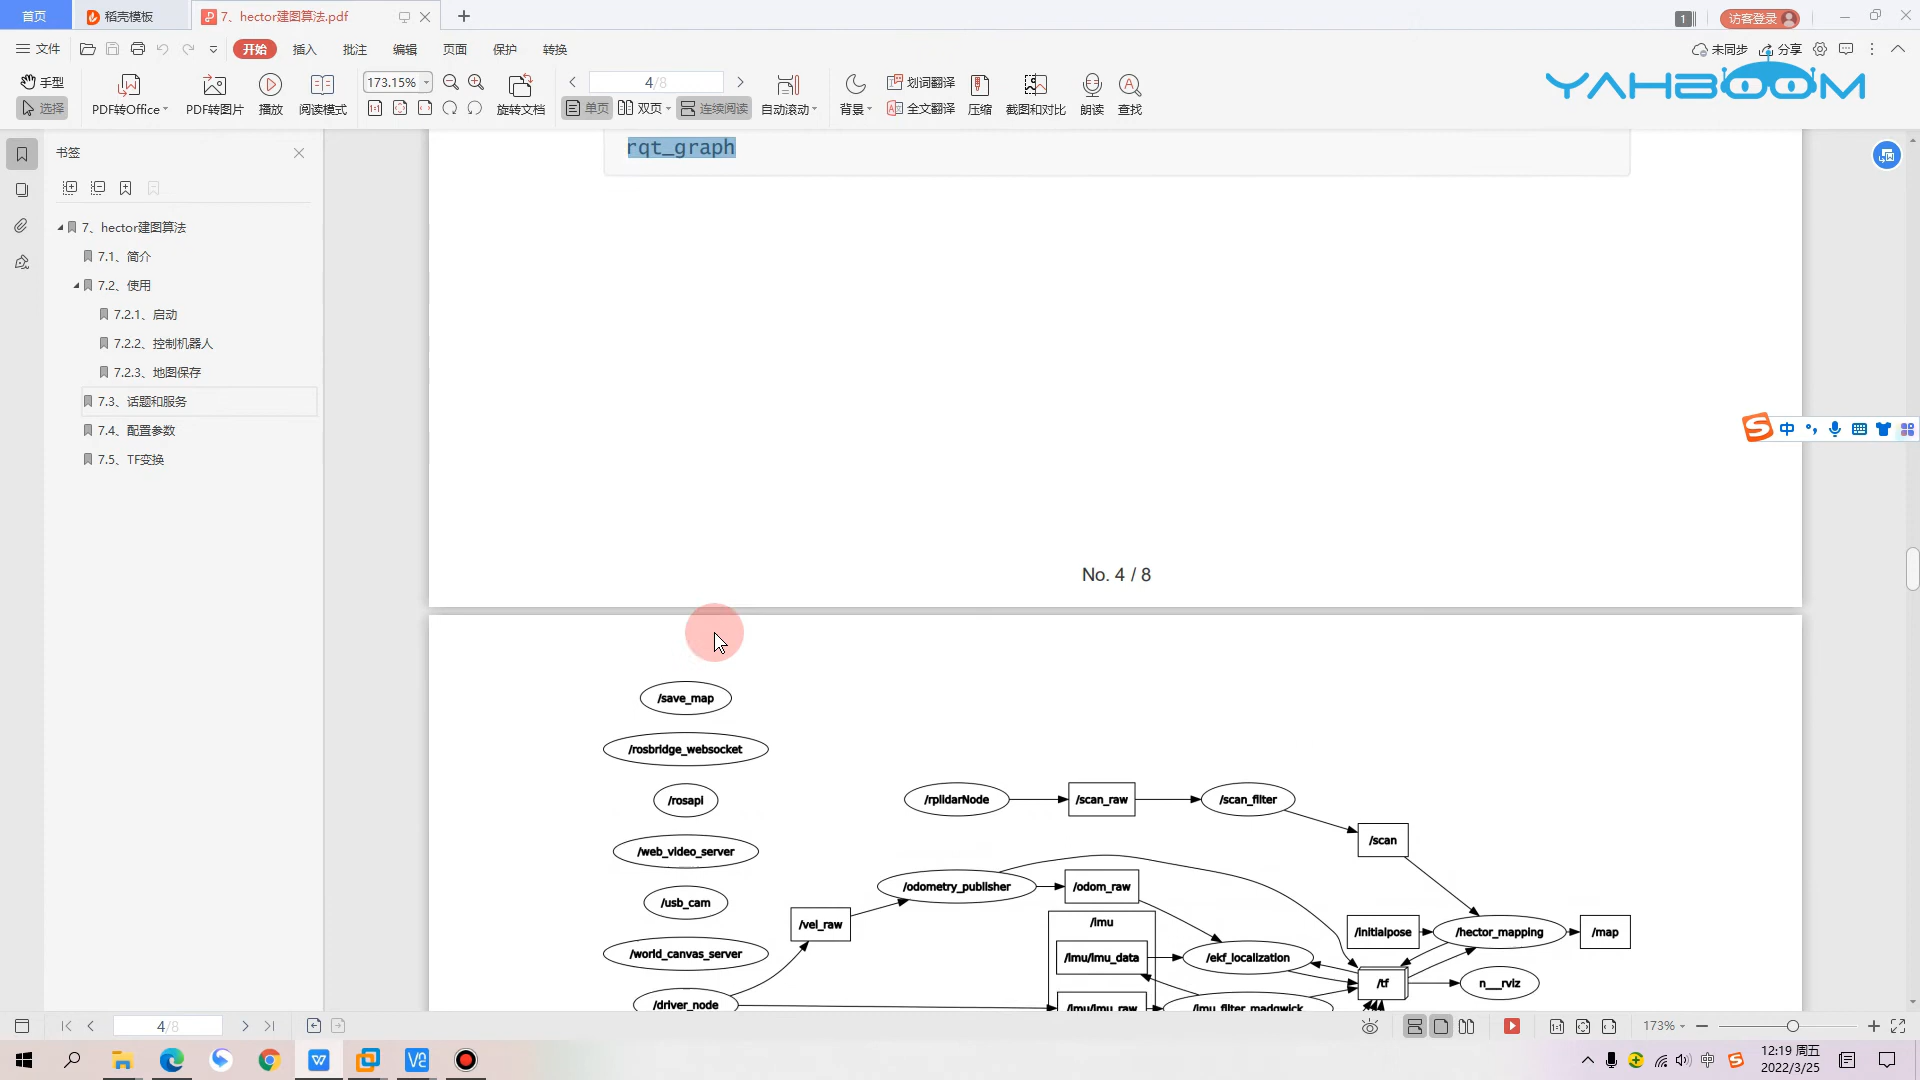 首页
稻壳模板
7、hector建图算法.pdf
1
访客登录
文件
开始
插入
批注
编辑
页面
保护
转换
未同步
分享
手型
选择
PDF转Office
PDF转图片
播放
阅读模式
173.15%
旋转文档
4/8
单页
双页
连续阅读
自动滚动
背景
划词翻译
全文翻译
压缩
截图和对比
朗读
查找
YAHBOOM
书签
7、hector建图算法
7.1、简介
7.2、使用
7.2.1、启动
7.2.2、控制机器人
7.2.3、地图保存
7.3、话题和服务
7.4、配置参数
7.5、TF变换
rqt_graph
No. 4 / 8
中
/save_map
/rosbridge_websocket
/rosapi
/rplidarNode
/scan_raw
/scan_filter
/scan
/web_video_server
/odometry_publisher
/odom_raw
/usb_cam
/vel_raw
/imu
/initialpose
/hector_mapping
/map
/world_canvas_server
/imu/imu_data
/ekf_localization
/tf
n__rviz
/driver_node
/imu/imu_raw
/imu_filter_madgwick
4/8
173%
中
12:19 周五
2022/3/25